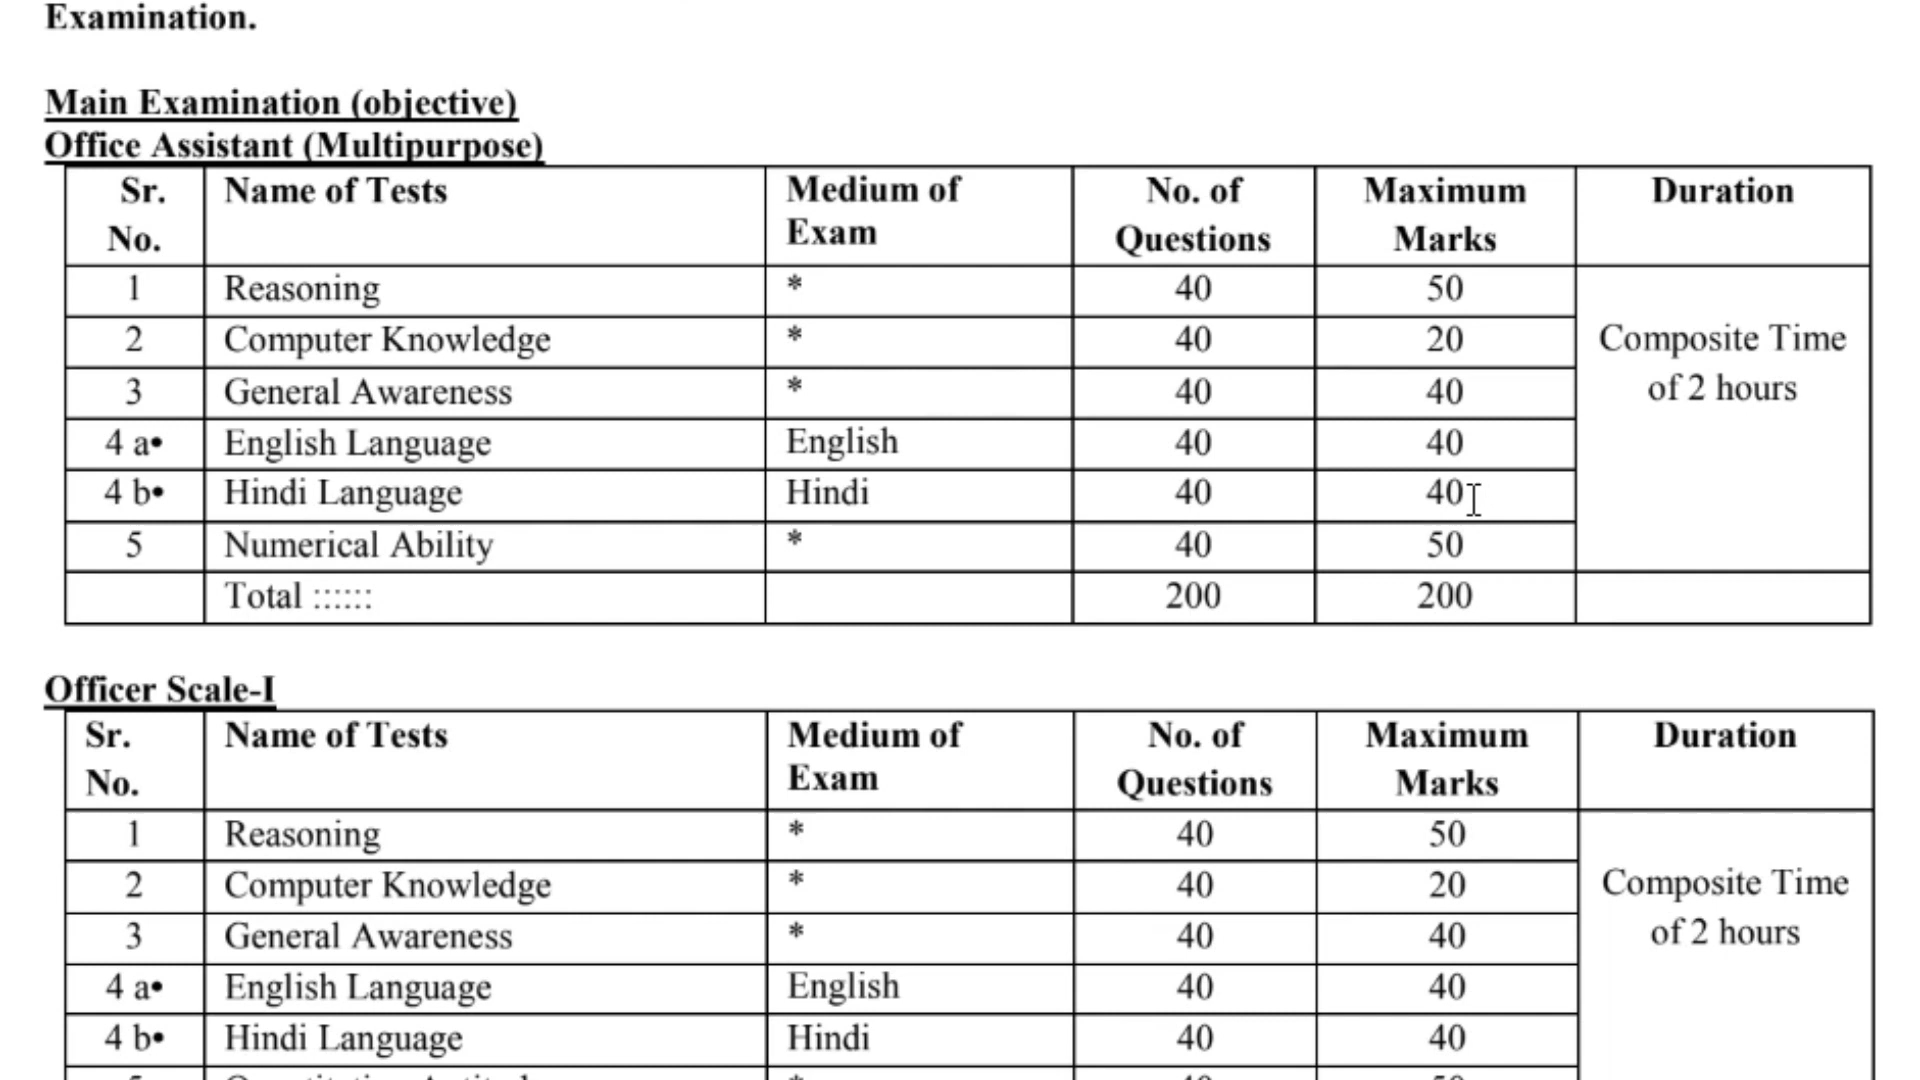 Examination.
Main Examination (objective)
Office Assistant (Multipurpose)
Sr. No. Name of Tests Medium of Exam No. of Questions Maximum Marks Duration
1 Reasoning * 40 50 Composite Time of 2 hours
2 Computer Knowledge * 40 20
3 General Awareness * 40 40
4 a• English Language English 40 40
4 b• Hindi Language Hindi 40 40
5 Numerical Ability * 40 50
Total :::::: 200 200
Officer Scale-I
Sr. No. Name of Tests Medium of Exam No. of Questions Maximum Marks Duration
1 Reasoning * 40 50 Composite Time of 2 hours
2 Computer Knowledge * 40 20
3 General Awareness * 40 40
4 a• English Language English 40 40
4 b• Hindi Language Hindi 40 40